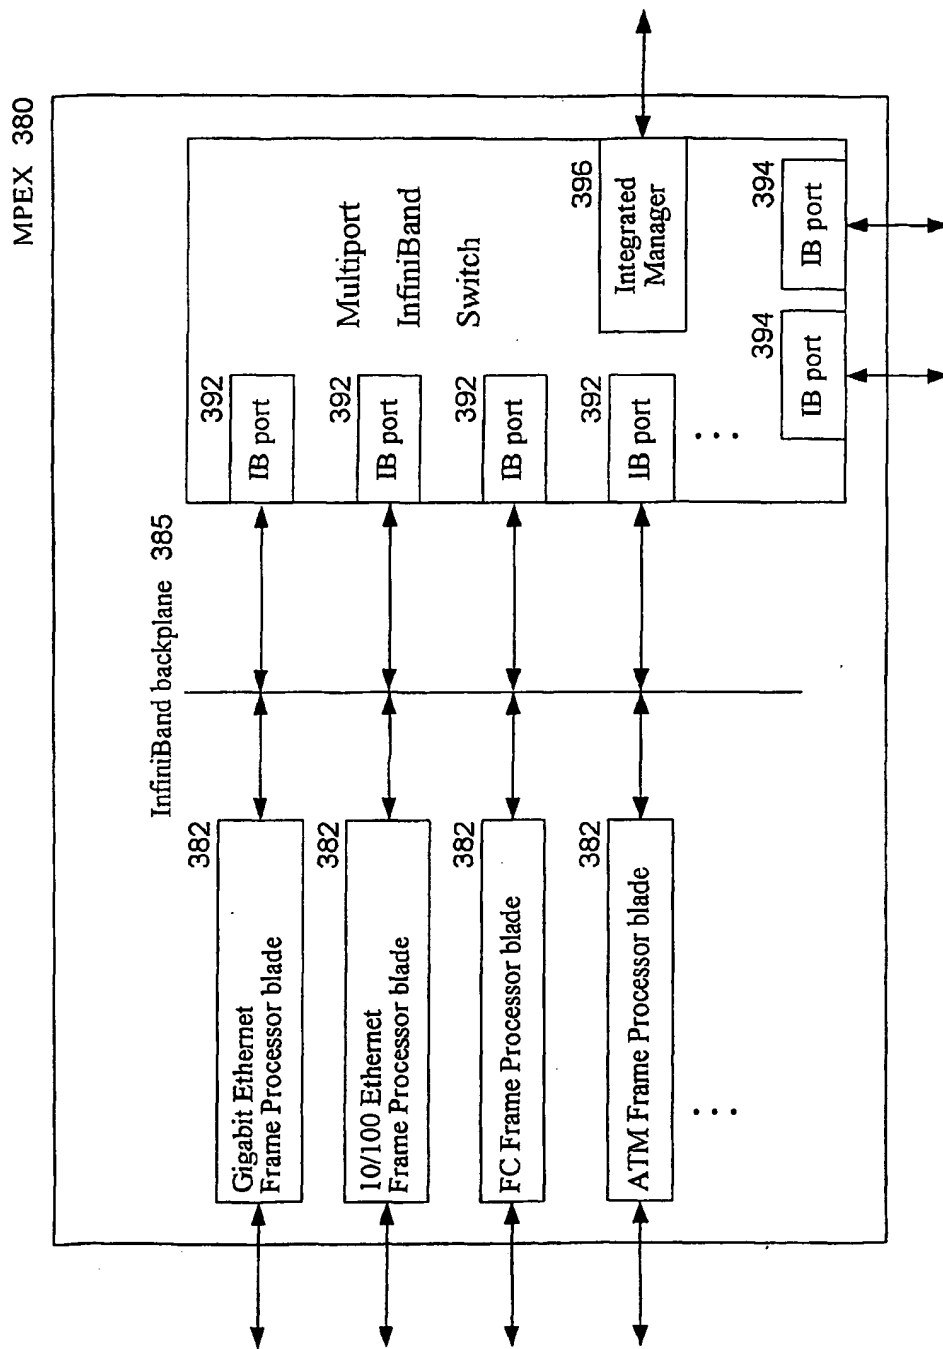 MPEX 380
InfiniBand backplane 385
382
Gigabit Ethernet
Frame Processor blade
382
10/100 Ethernet
Frame Processor blade
382
FC Frame Processor blade
382
ATM Frame Processor blade
...
392
IB port
392
IB port
392
IB port
392
IB port
...
Multiport
InfiniBand
Switch
396
Integrated
Manager
394
IB port
394
IB port